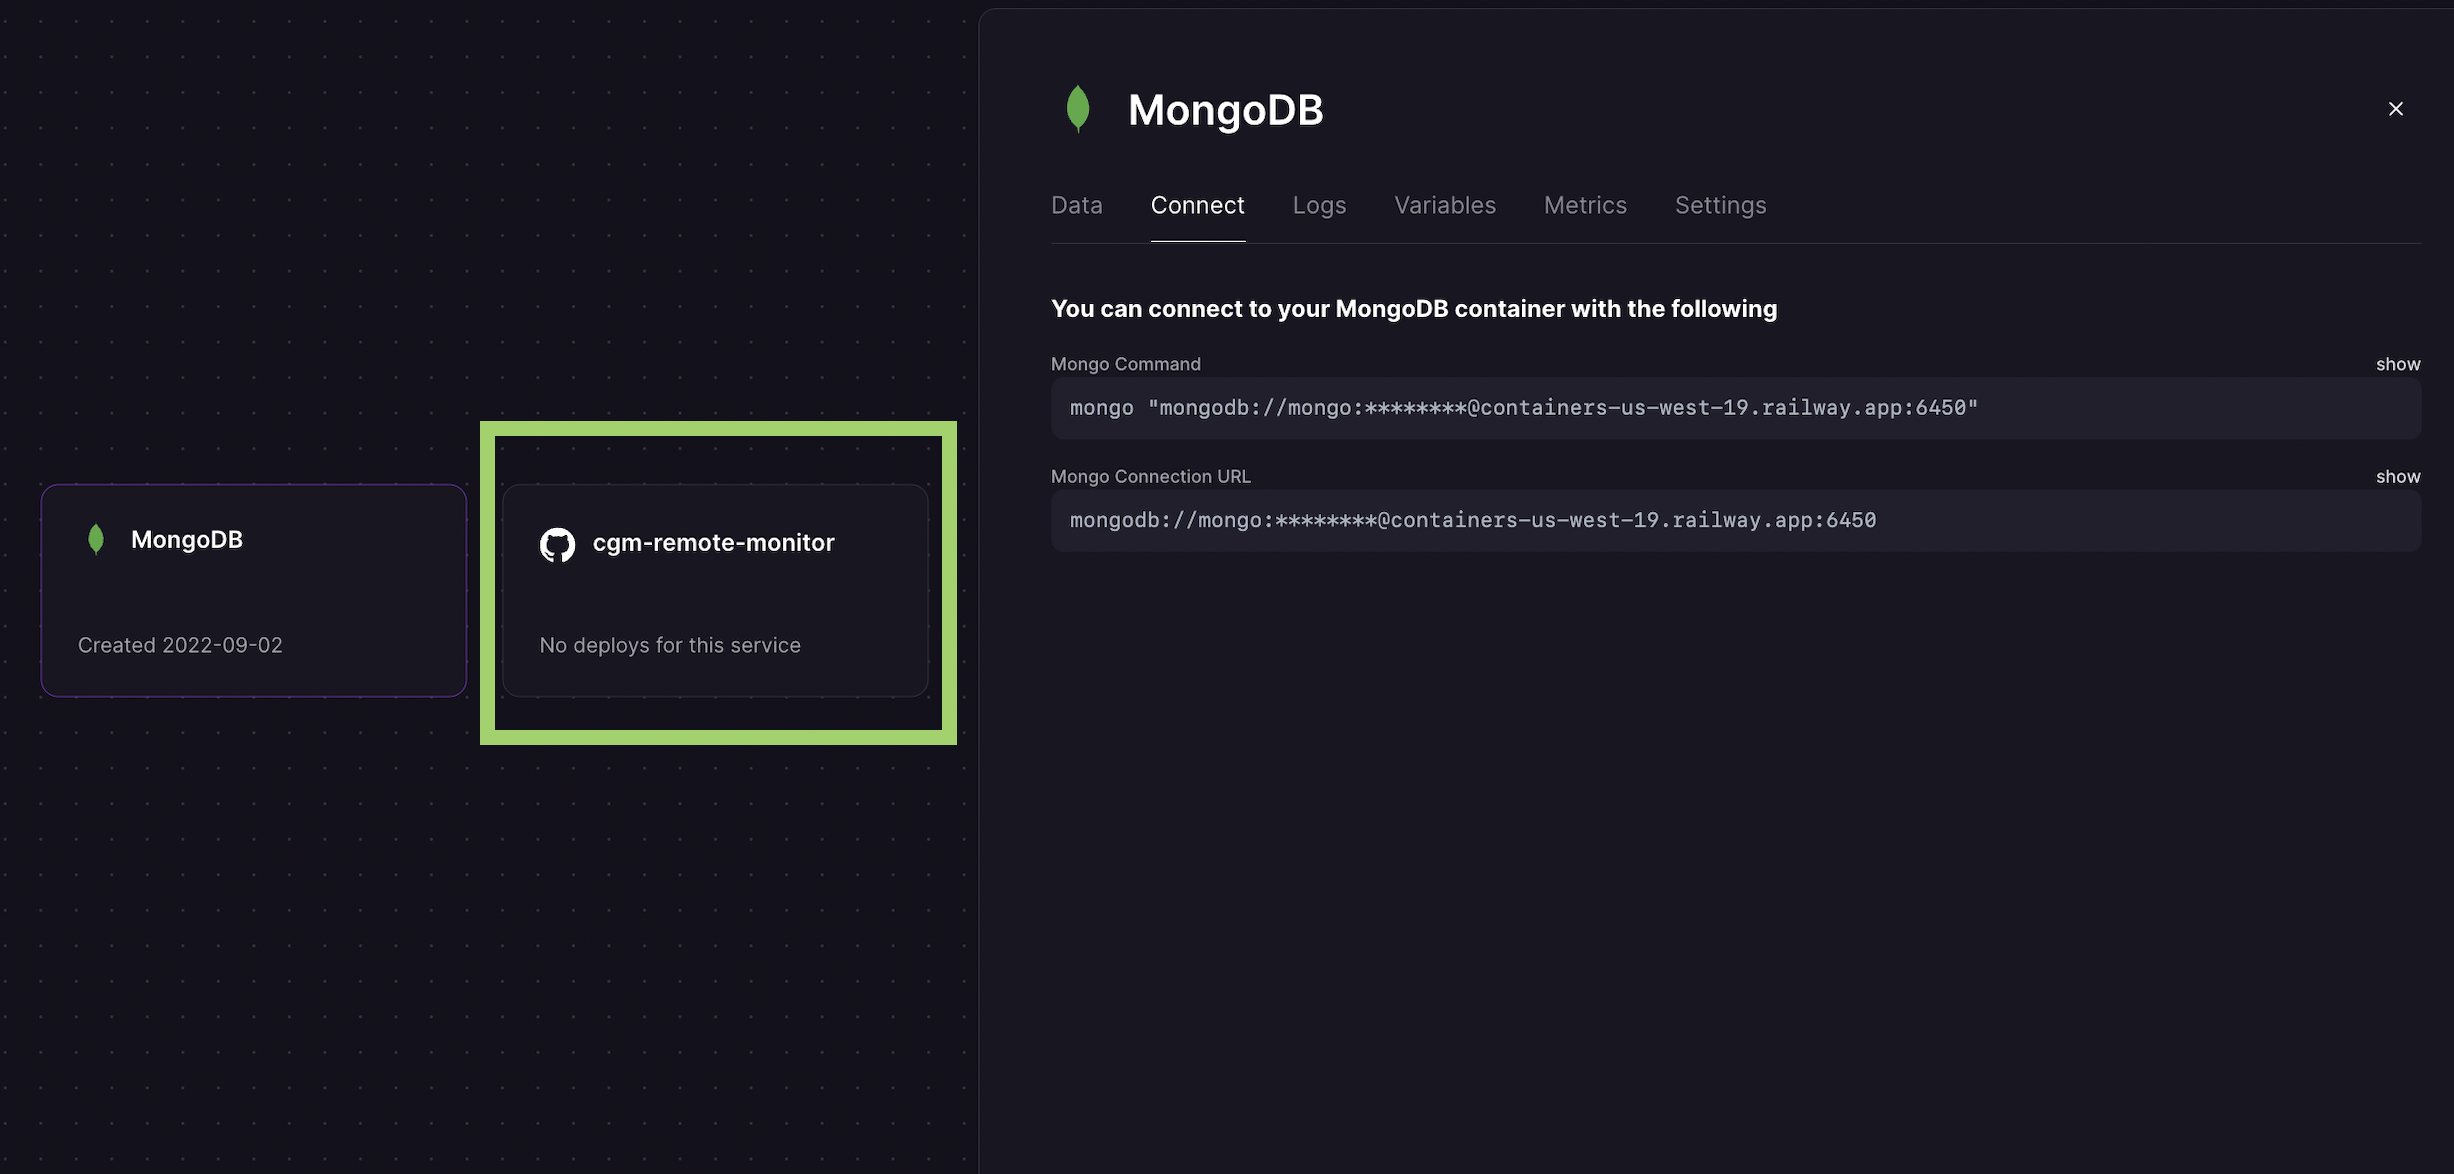 MongoDB
Created 2022-09-02
cgm-remote-monitor
No deploys for this service
MongoDB
Data Connect Logs Variables Metrics Settings
You can connect to your MongoDB container with the following
Mongo Command show
mongo "mongodb://mongo:********@containers-us-west-19.railway.app:6450"
Mongo Connection URL show
mongodb://mongo:********@containers-us-west-19.railway.app:6450